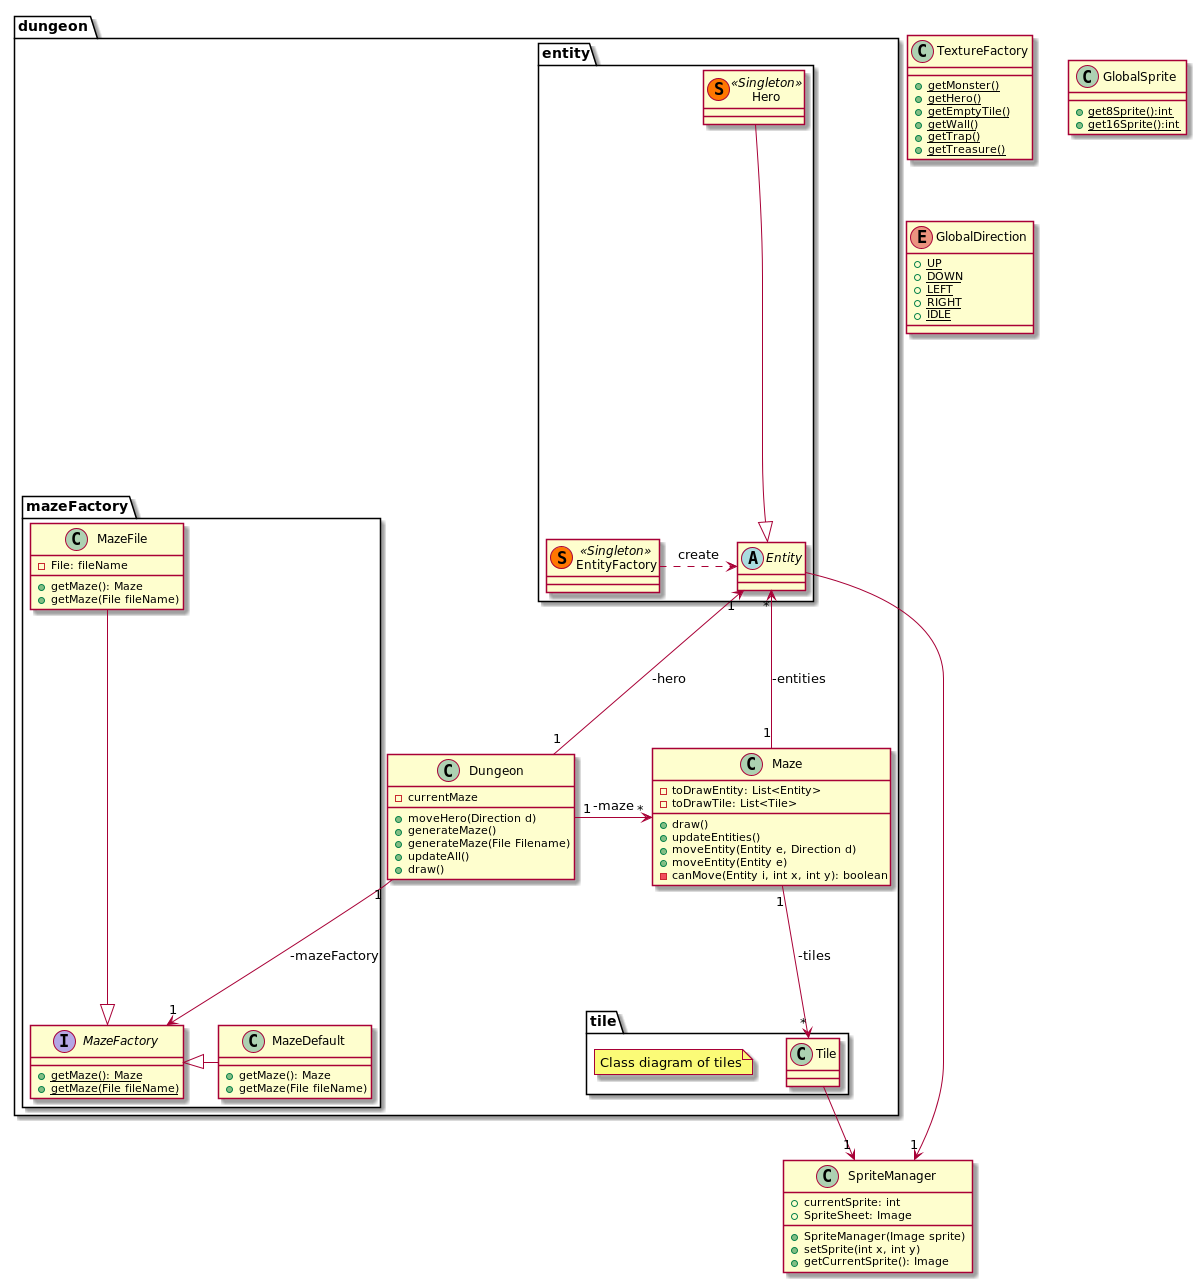 dungeon
entity
S
«Singleton»
Hero
C
TextureFactory
getMonster()
getHero()
getEmptyTile()
getWall()
getTrap()
getTreasure()
C
GlobalSprite
get8Sprite():int
get16Sprite():int
E
GlobalDirection
UP
DOWN
LEFT
RIGHT
IDLE
mazeFactory
C
MazeFile
File: fileName
getMaze(): Maze
getMaze(File fileName)
S
«Singleton»
EntityFactory
create
A
Entity
1
*
-hero
-entities
1
1
C
Dungeon
currentMaze
moveHero(Direction d)
generateMaze()
generateMaze(File Filename)
updateAll()
draw()
1
-maze
*
C
Maze
toDrawEntity: List<Entity>
toDrawTile: List<Tile>
draw()
updateEntities()
moveEntity(Entity e, Direction d)
moveEntity(Entity e)
canMove(Entity i, int x, int y): boolean
1
1
-mazeFactory
-tiles
1
*
I
MazeFactory
getMaze(): Maze
getMaze(File fileName)
C
MazeDefault
getMaze(): Maze
getMaze(File fileName)
tile
Class diagram of tiles
C
Tile
1
1
C
SpriteManager
currentSprite: int
SpriteSheet: Image
SpriteManager(Image sprite)
setSprite(int x, int y)
getCurrentSprite(): Image